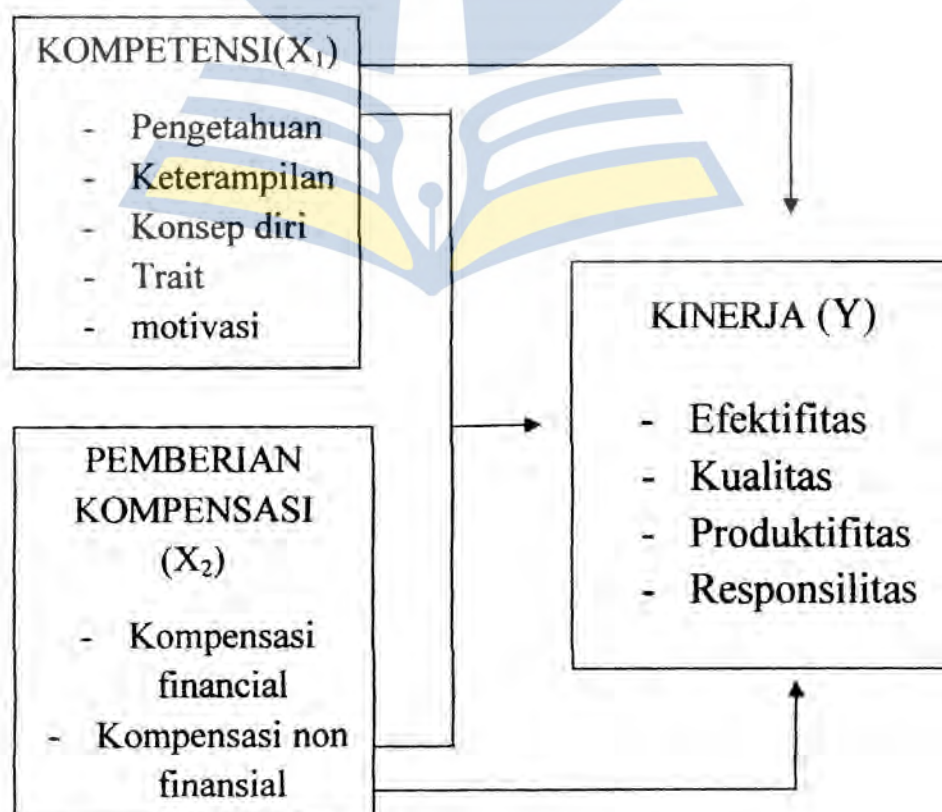 KOMPETENSI(X₁)
- Pengetahuan
- Keterampilan
- Konsep diri
- Trait
- motivasi
PEMBERIAN
KOMPENSASI
(X₂)
- Kompensasi
financial
- Kompensasi non
finansial
KINERJA (Y)
- Efektifitas
- Kualitas
- Produktifitas
- Responsilitas